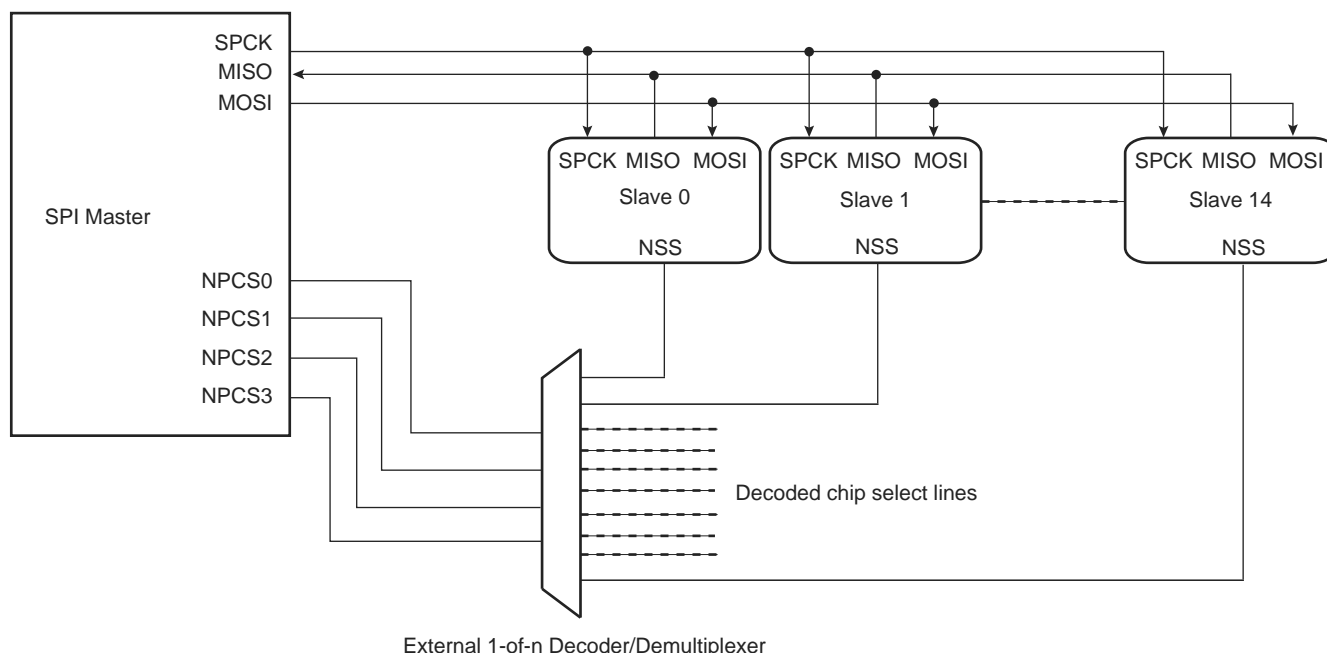 SPCK
MISO
MOSI
SPI Master
NPCS0
NPCS1
NPCS2
NPCS3
SPCK MISO MOSI
Slave 0
NSS
SPCK MISO MOSI
Slave 1
NSS
SPCK MISO MOSI
Slave 14
NSS
Decoded chip select lines
External 1-of-n Decoder/Demultiplexer